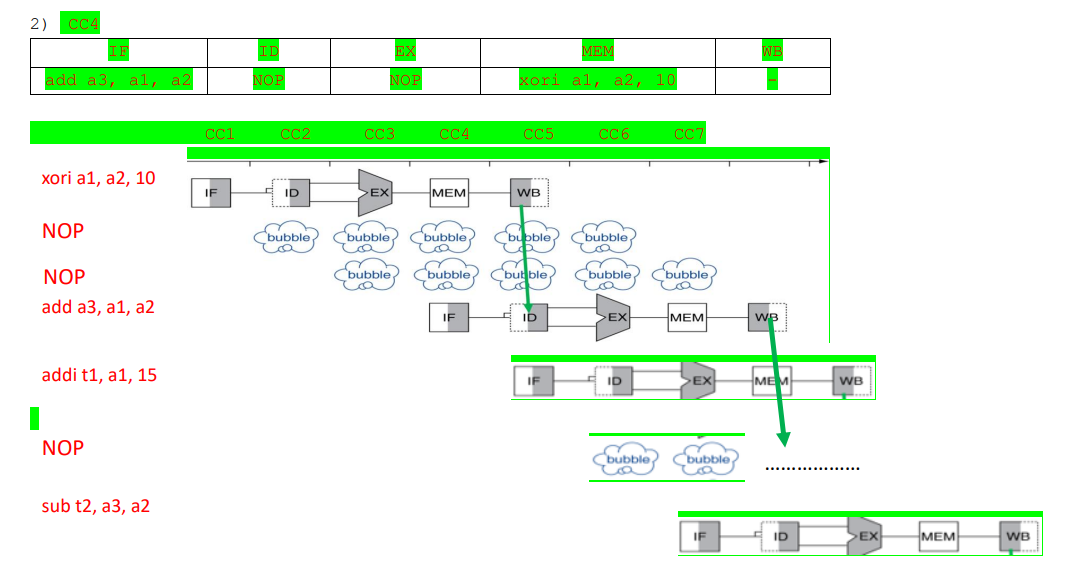 2) CC4
IF ID EX MEM WB
add a3, a1, a2 NOP NOP xori a1, a2, 10 -
CC1 CC2 CC3 CC4 CC5 CC6 CC7
xori a1, a2, 10 IF ID EX MEM WB
NOP bubble bubble bubble bubble bubble
NOP bubble bubble bubble bubble bubble
add a3, a1, a2 IF ID EX MEM WB
addi t1, a1, 15 IF ID EX MEM WB
NOP bubble bubble ..................
sub t2, a3, a2
IF ID EX MEM WB